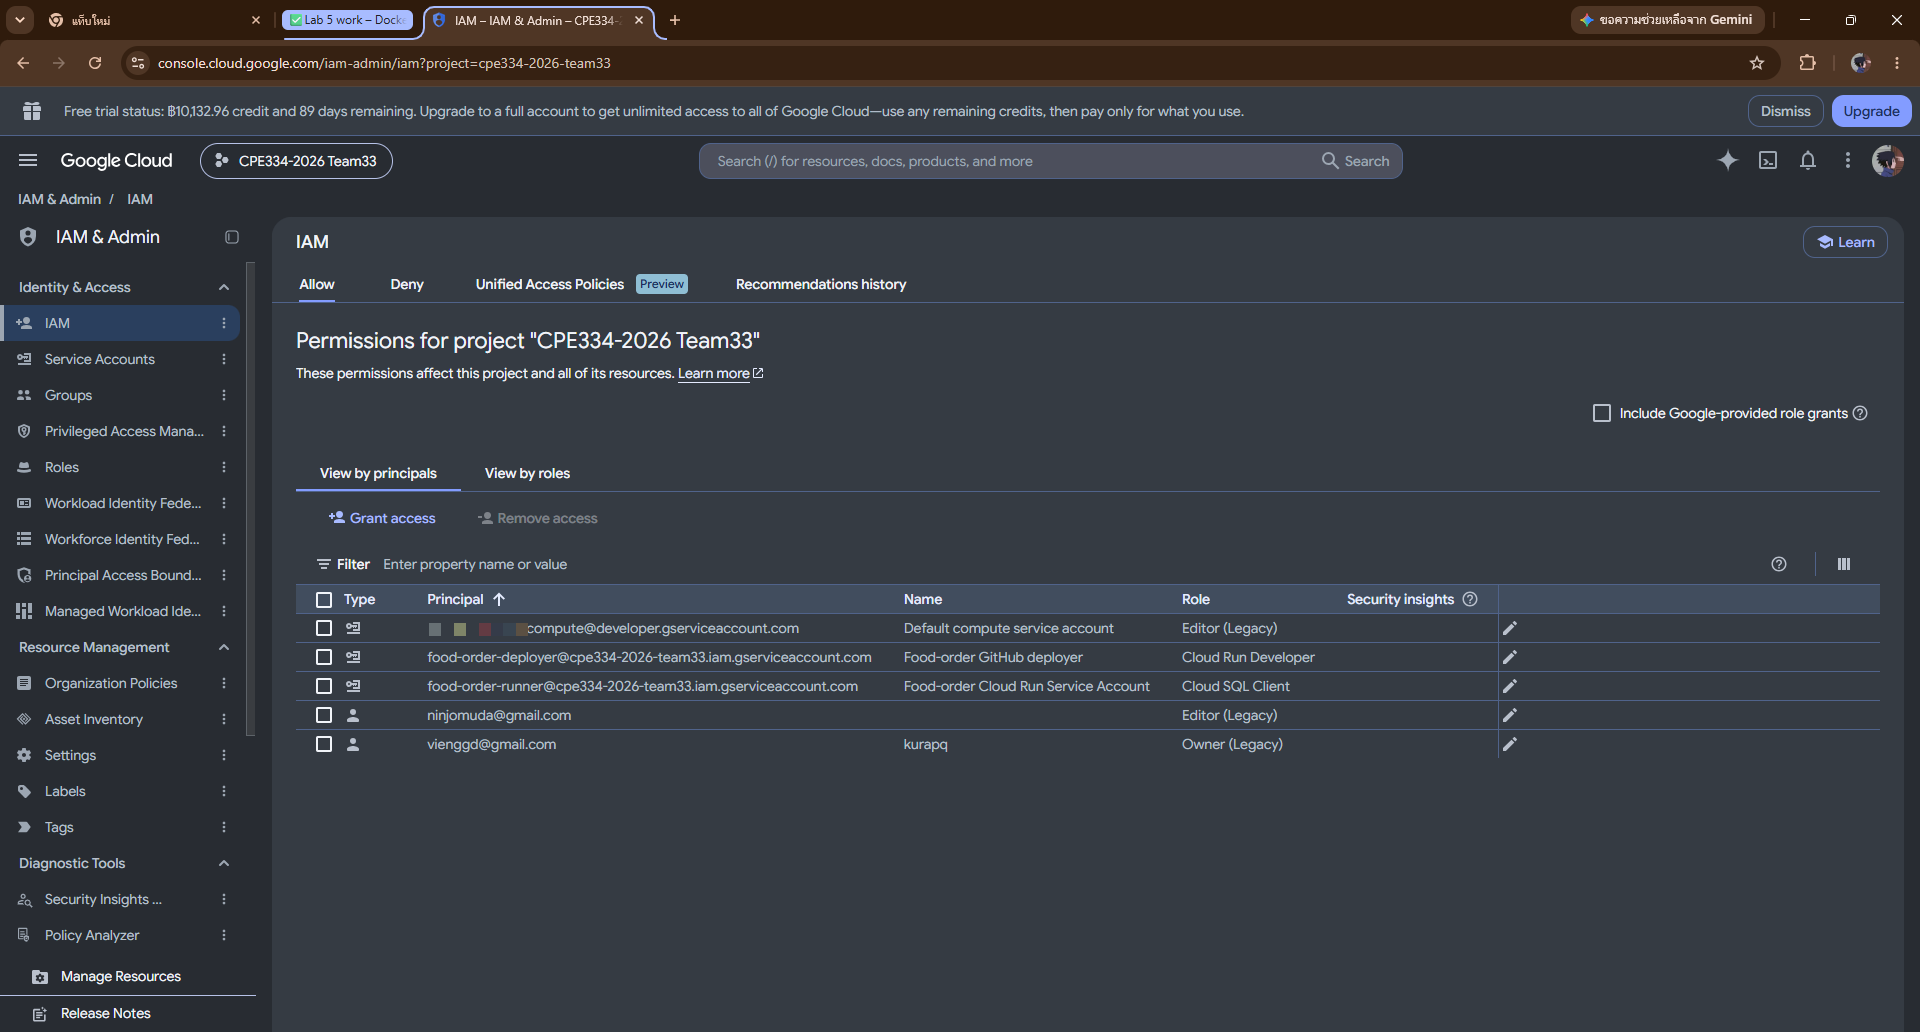 แท็บใหม่
Lab 5 work – Docke
IAM – IAM & Admin – CPE334-2
ขอความช่วยเหลือจาก Gemini
console.cloud.google.com/iam-admin/iam?project=cpe334-2026-team33
Free trial status: ฿10,132.96 credit and 89 days remaining. Upgrade to a full account to get unlimited access to all of Google Cloud—use any remaining credits, then pay only for what you use.
Dismiss
Upgrade
Google Cloud
CPE334-2026 Team33
Search (/) for resources, docs, products, and more
Search
IAM & Admin / IAM
IAM & Admin
Identity & Access
IAM
Service Accounts
Groups
Privileged Access Mana...
Roles
Workload Identity Fede...
Workforce Identity Fed...
Principal Access Bound...
Managed Workload Ide...
Resource Management
Organization Policies
Asset Inventory
Settings
Labels
Tags
Diagnostic Tools
Security Insights ...
Policy Analyzer
Manage Resources
Release Notes
IAM
Learn
Allow Deny Unified Access Policies Preview Recommendations history
Permissions for project "CPE334-2026 Team33"
These permissions affect this project and all of its resources. Learn more
Include Google-provided role grants
View by principals View by roles
Grant access Remove access
Filter Enter property name or value
Type Principal Name Role Security insights
compute@developer.gserviceaccount.com Default compute service account Editor (Legacy)
food-order-deployer@cpe334-2026-team33.iam.gserviceaccount.com Food-order GitHub deployer Cloud Run Developer
food-order-runner@cpe334-2026-team33.iam.gserviceaccount.com Food-order Cloud Run Service Account Cloud SQL Client
ninjomuda@gmail.com Editor (Legacy)
vienggd@gmail.com kurapq Owner (Legacy)